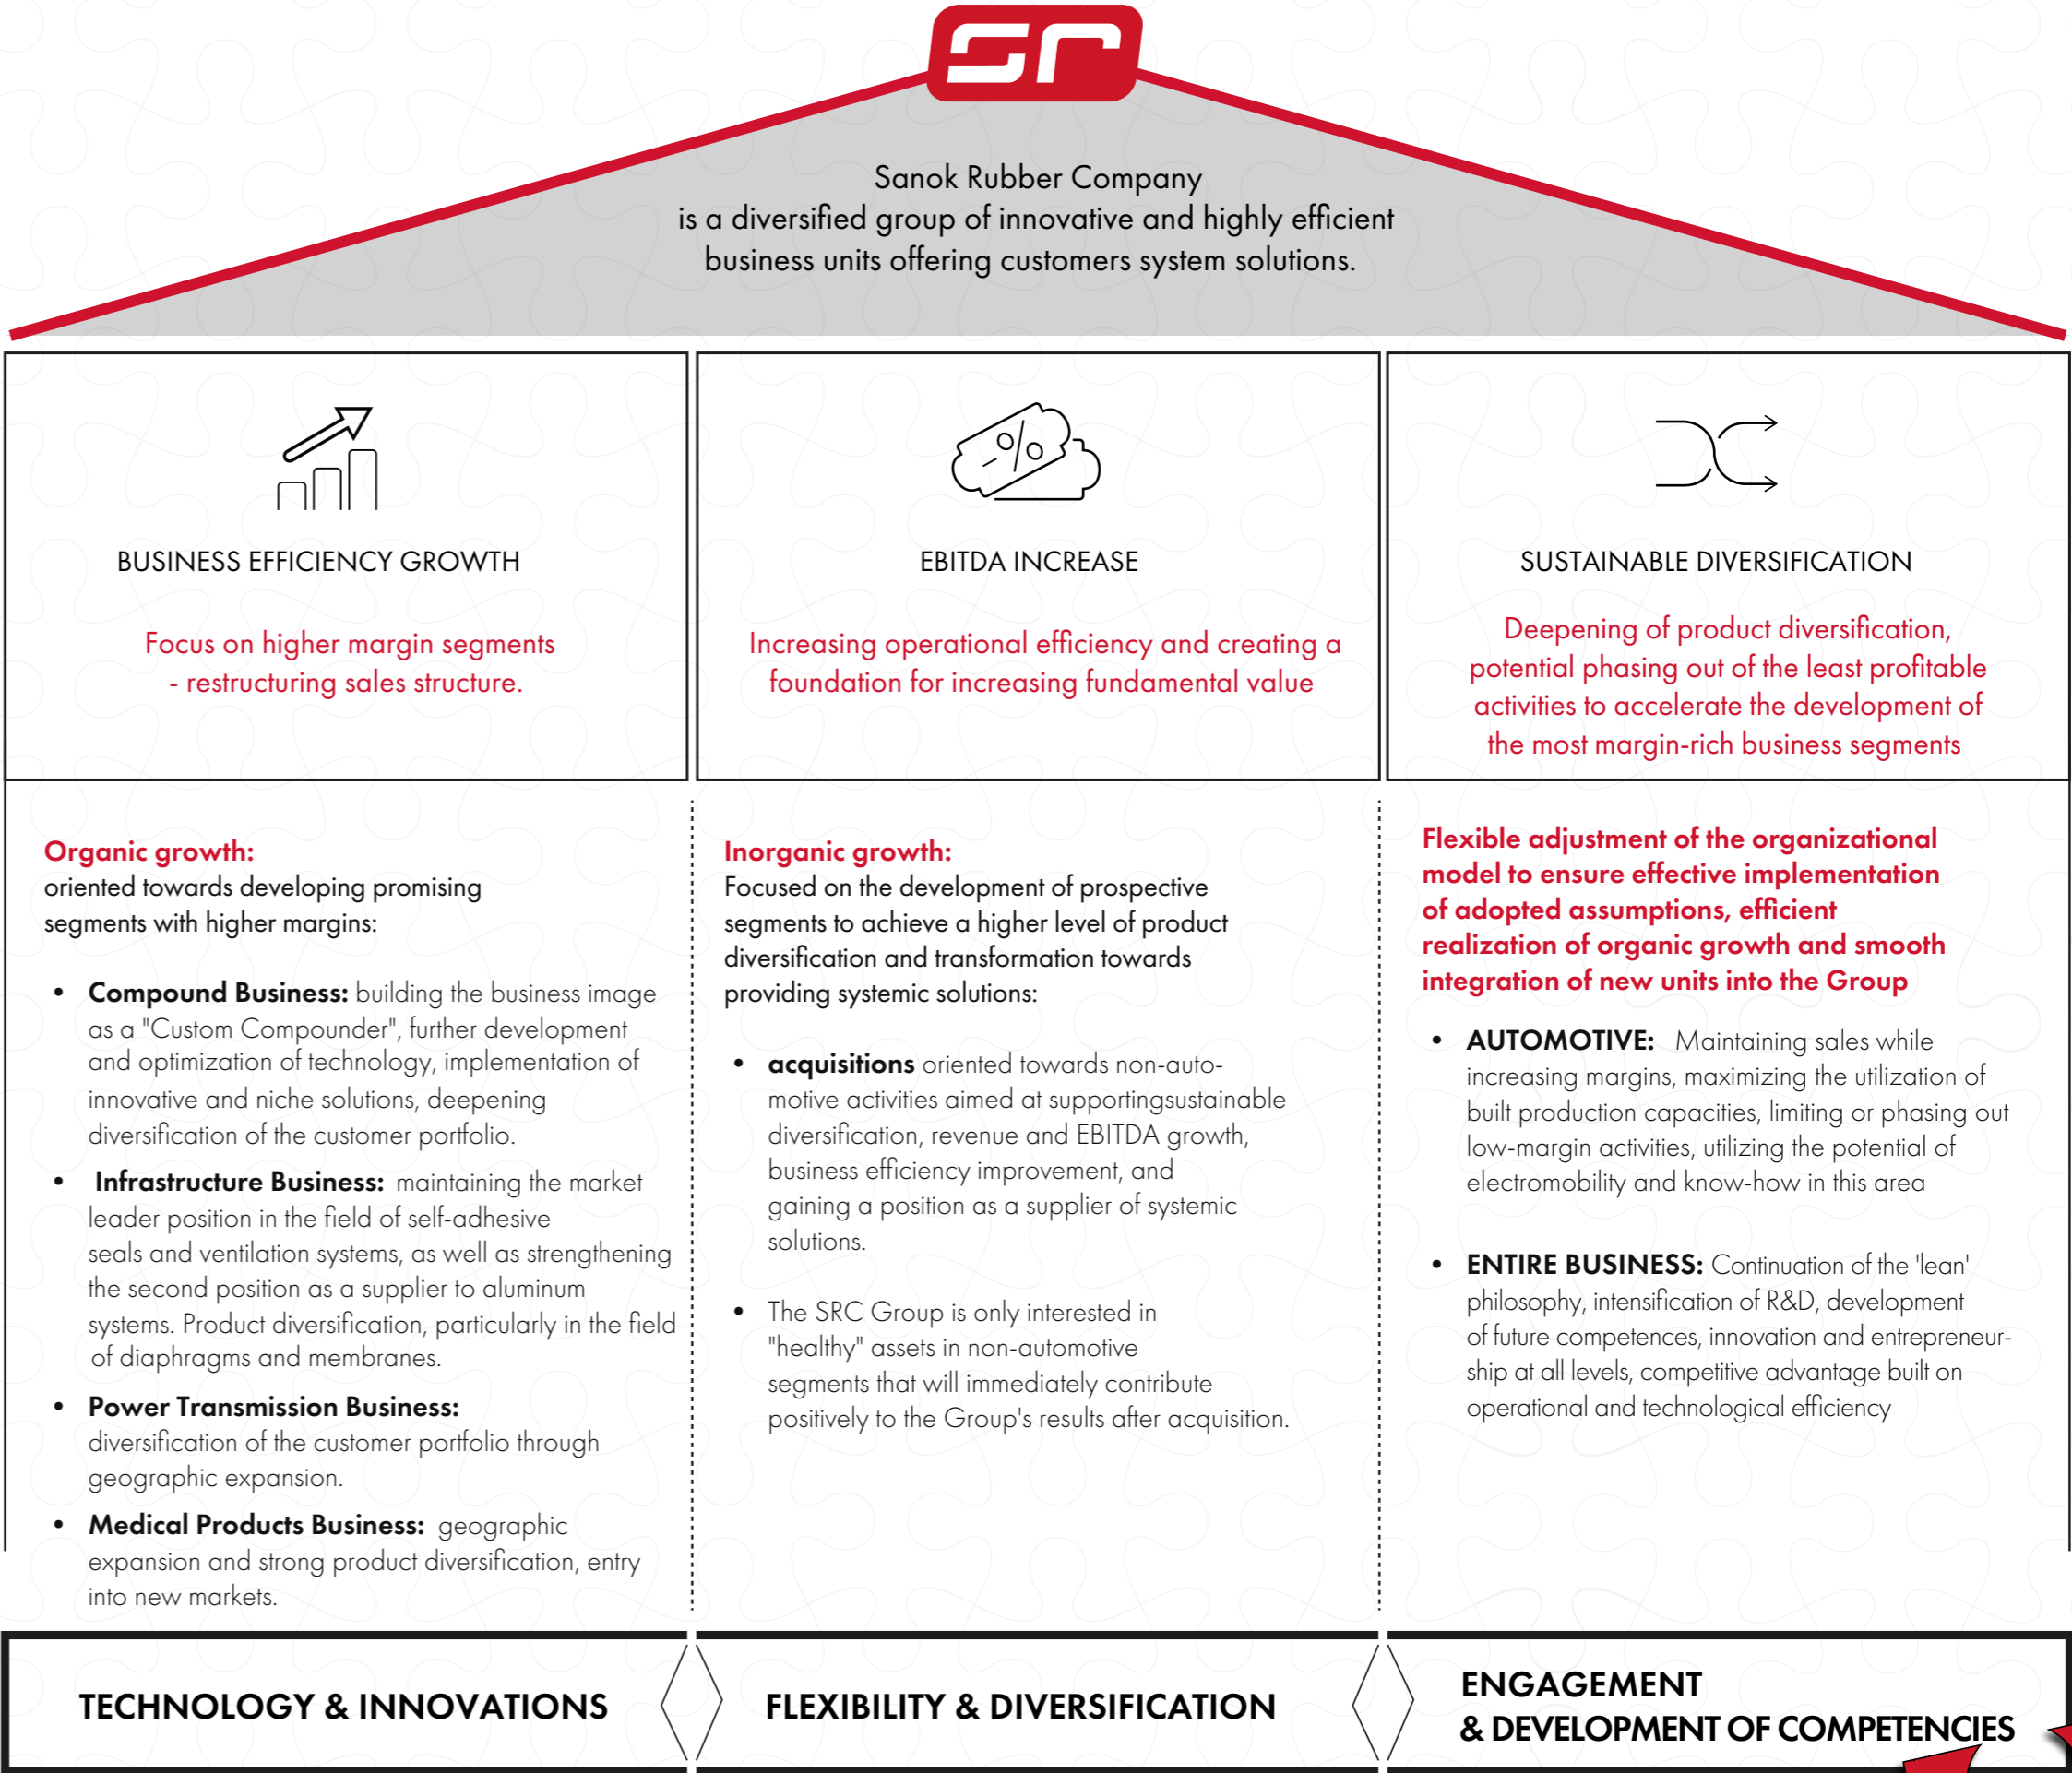 sr
Sanok Rubber Company
is a diversified group of innovative and highly efficient
business units offering customers system solutions.
BUSINESS EFFICIENCY GROWTH
Focus on higher margin segments
- restructuring sales structure.
%
EBITDA INCREASE
Increasing operational efficiency and creating a
foundation for increasing fundamental value
SUSTAINABLE DIVERSIFICATION
Deepening of product diversification,
potential phasing out of the least profitable
activities to accelerate the development of
the most margin-rich business segments
Organic growth:
oriented towards developing promising
segments with higher margins:
• Compound Business: building the business image
as a "Custom Compounder", further development
and optimization of technology, implementation of
innovative and niche solutions, deepening
diversification of the customer portfolio.
• Infrastructure Business: maintaining the market
leader position in the field of self-adhesive
seals and ventilation systems, as well as strengthening
the second position as a supplier to aluminum
systems. Product diversification, particularly in the field
of diaphragms and membranes.
• Power Transmission Business:
diversification of the customer portfolio through
geographic expansion.
• Medical Products Business: geographic
expansion and strong product diversification, entry
into new markets.
Inorganic growth:
Focused on the development of prospective
segments to achieve a higher level of product
diversification and transformation towards
providing systemic solutions:
• acquisitions oriented towards non-auto-
motive activities aimed at supportingsustainable
diversification, revenue and EBITDA growth,
business efficiency improvement, and
gaining a position as a supplier of systemic
solutions.
• The SRC Group is only interested in
"healthy" assets in non-automotive
segments that will immediately contribute
positively to the Group's results after acquisition.
Flexible adjustment of the organizational
model to ensure effective implementation
of adopted assumptions, efficient
realization of organic growth and smooth
integration of new units into the Group
• AUTOMOTIVE: Maintaining sales while
increasing margins, maximizing the utilization of
built production capacities, limiting or phasing out
low-margin activities, utilizing the potential of
electromobility and know-how in this area
• ENTIRE BUSINESS: Continuation of the 'lean'
philosophy, intensification of R&D, development
of future competences, innovation and entrepreneur-
ship at all levels, competitive advantage built on
operational and technological efficiency
TECHNOLOGY & INNOVATIONS
FLEXIBILITY & DIVERSIFICATION
ENGAGEMENT
& DEVELOPMENT OF COMPETENCIES